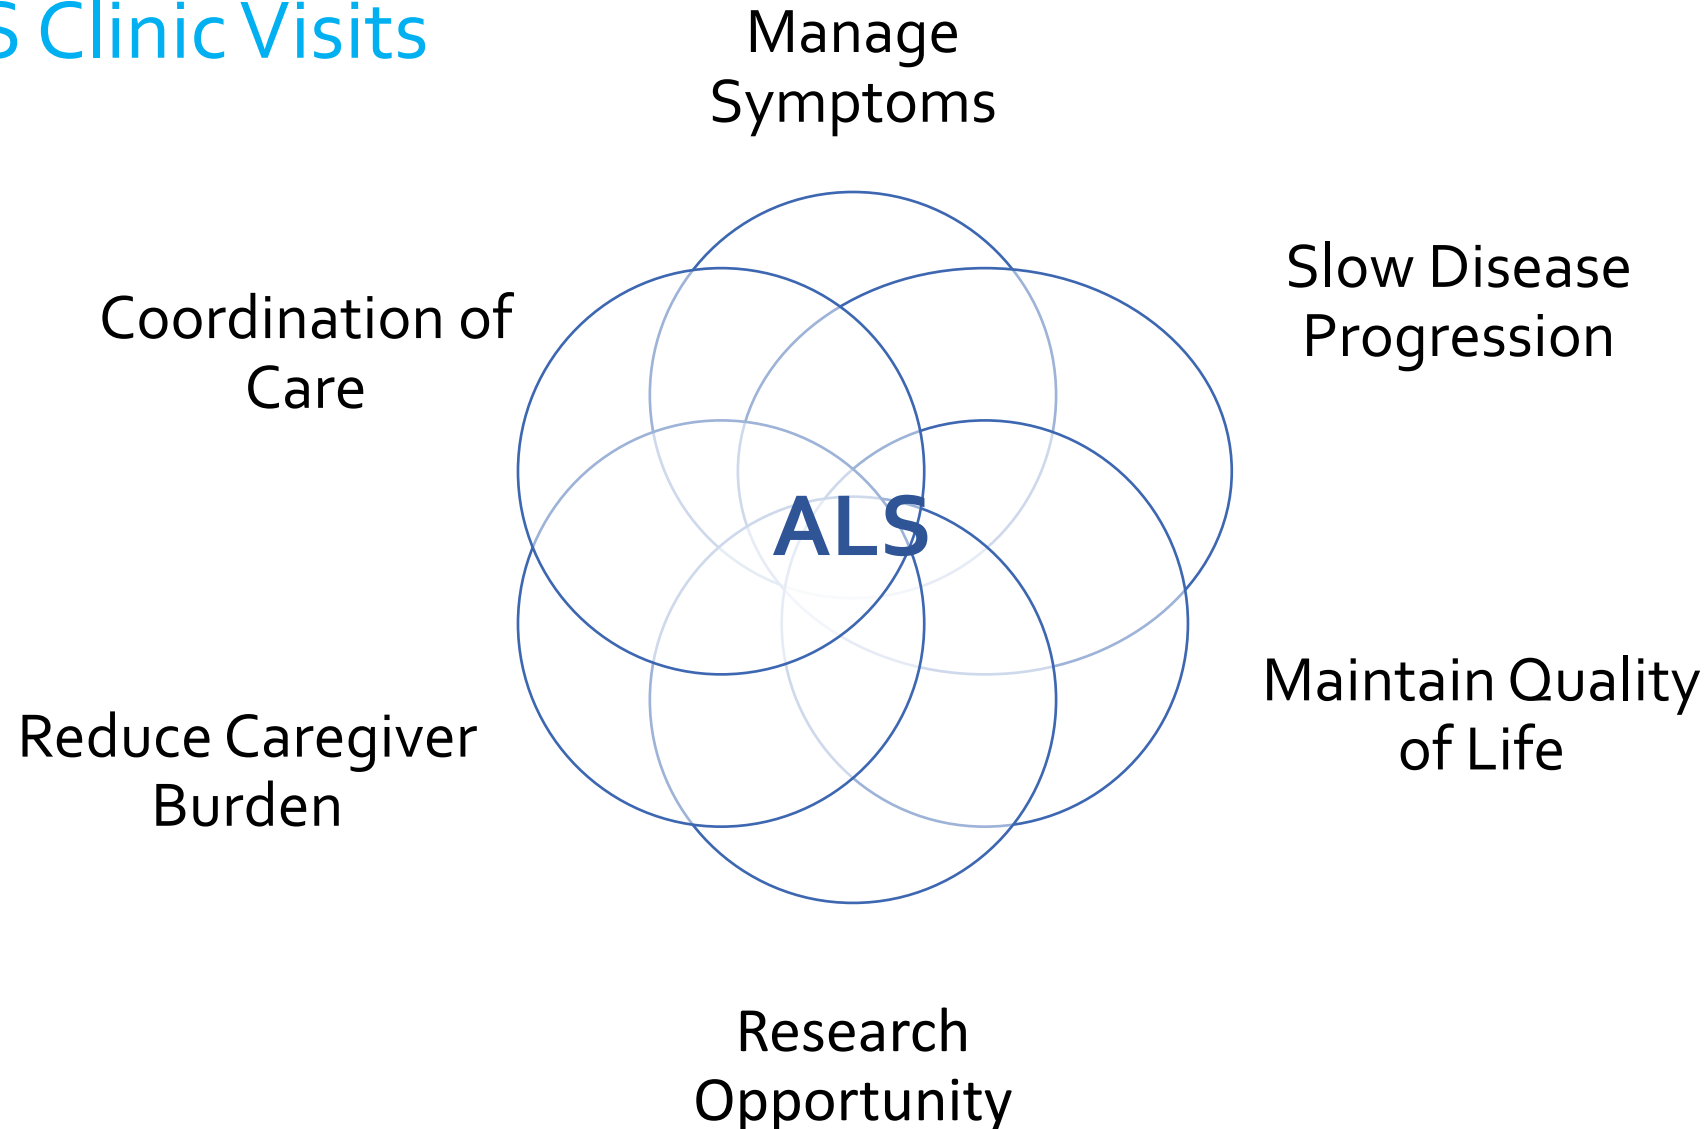 S Clinic Visits
Manage
Symptoms
Slow Disease
Progression
Coordination of
Care
ALS
Maintain Quality
of Life
Reduce Caregiver
Burden
Research
Opportunity